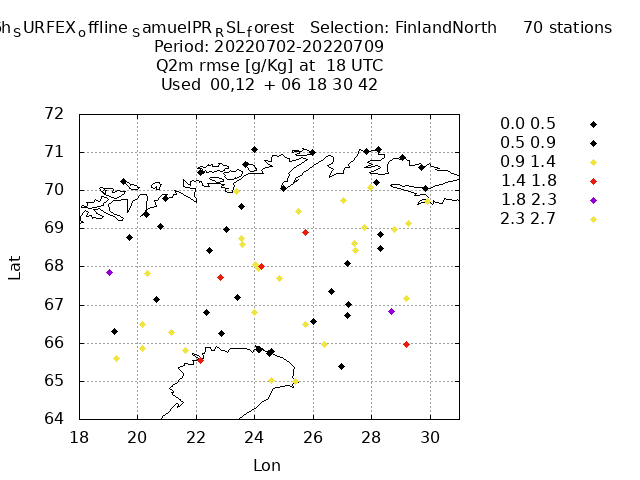 6h_SURFEX_offline_SamuelPR_RSL_forest Selection: FinlandNorth 70 stations
Period: 20220702-20220709
Q2m rmse [g/Kg] at 18 UTC
Used 00,12 + 06 18 30 42
72
71
70
69
68
67
66
65
64
18 20 22 24 26 28 30
Lat
Lon
0.0 0.5
0.5 0.9
0.9 1.4
1.4 1.8
1.8 2.3
2.3 2.7